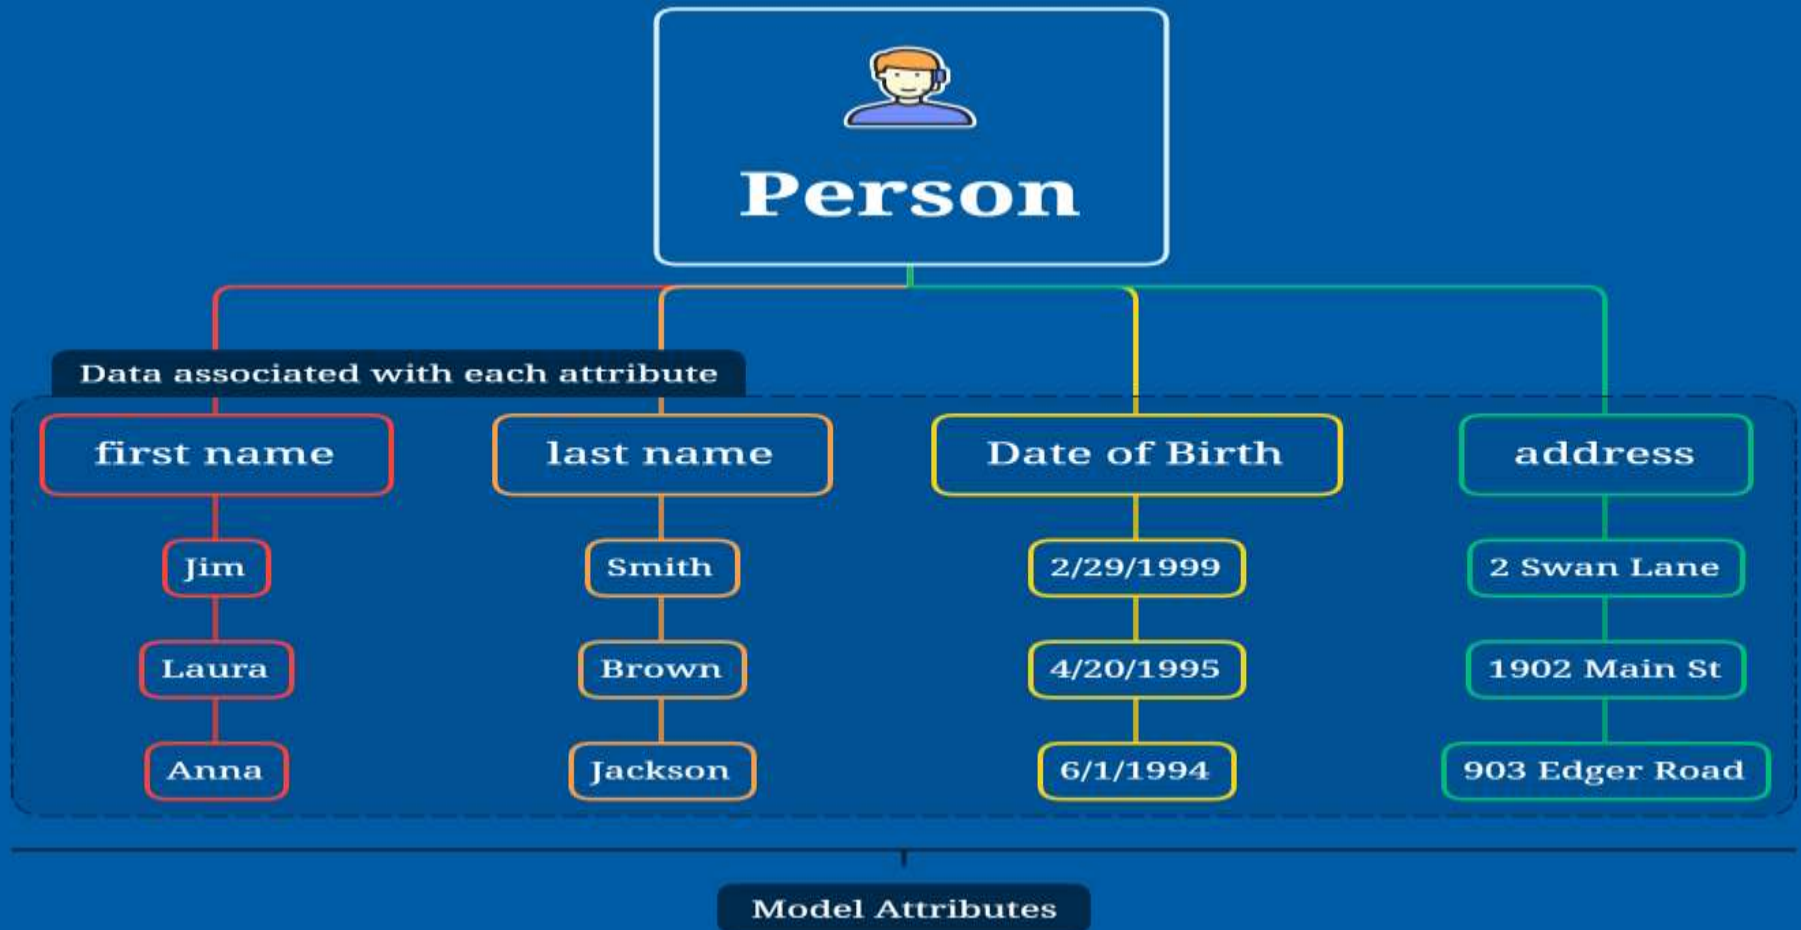 Person
Data associated with each attribute
first name
last name
Date of Birth
address
Jim
Smith
2/29/1999
2 Swan Lane
Laura
Brown
4/20/1995
1902 Main St
Anna
Jackson
6/1/1994
903 Edger Road
Model Attributes